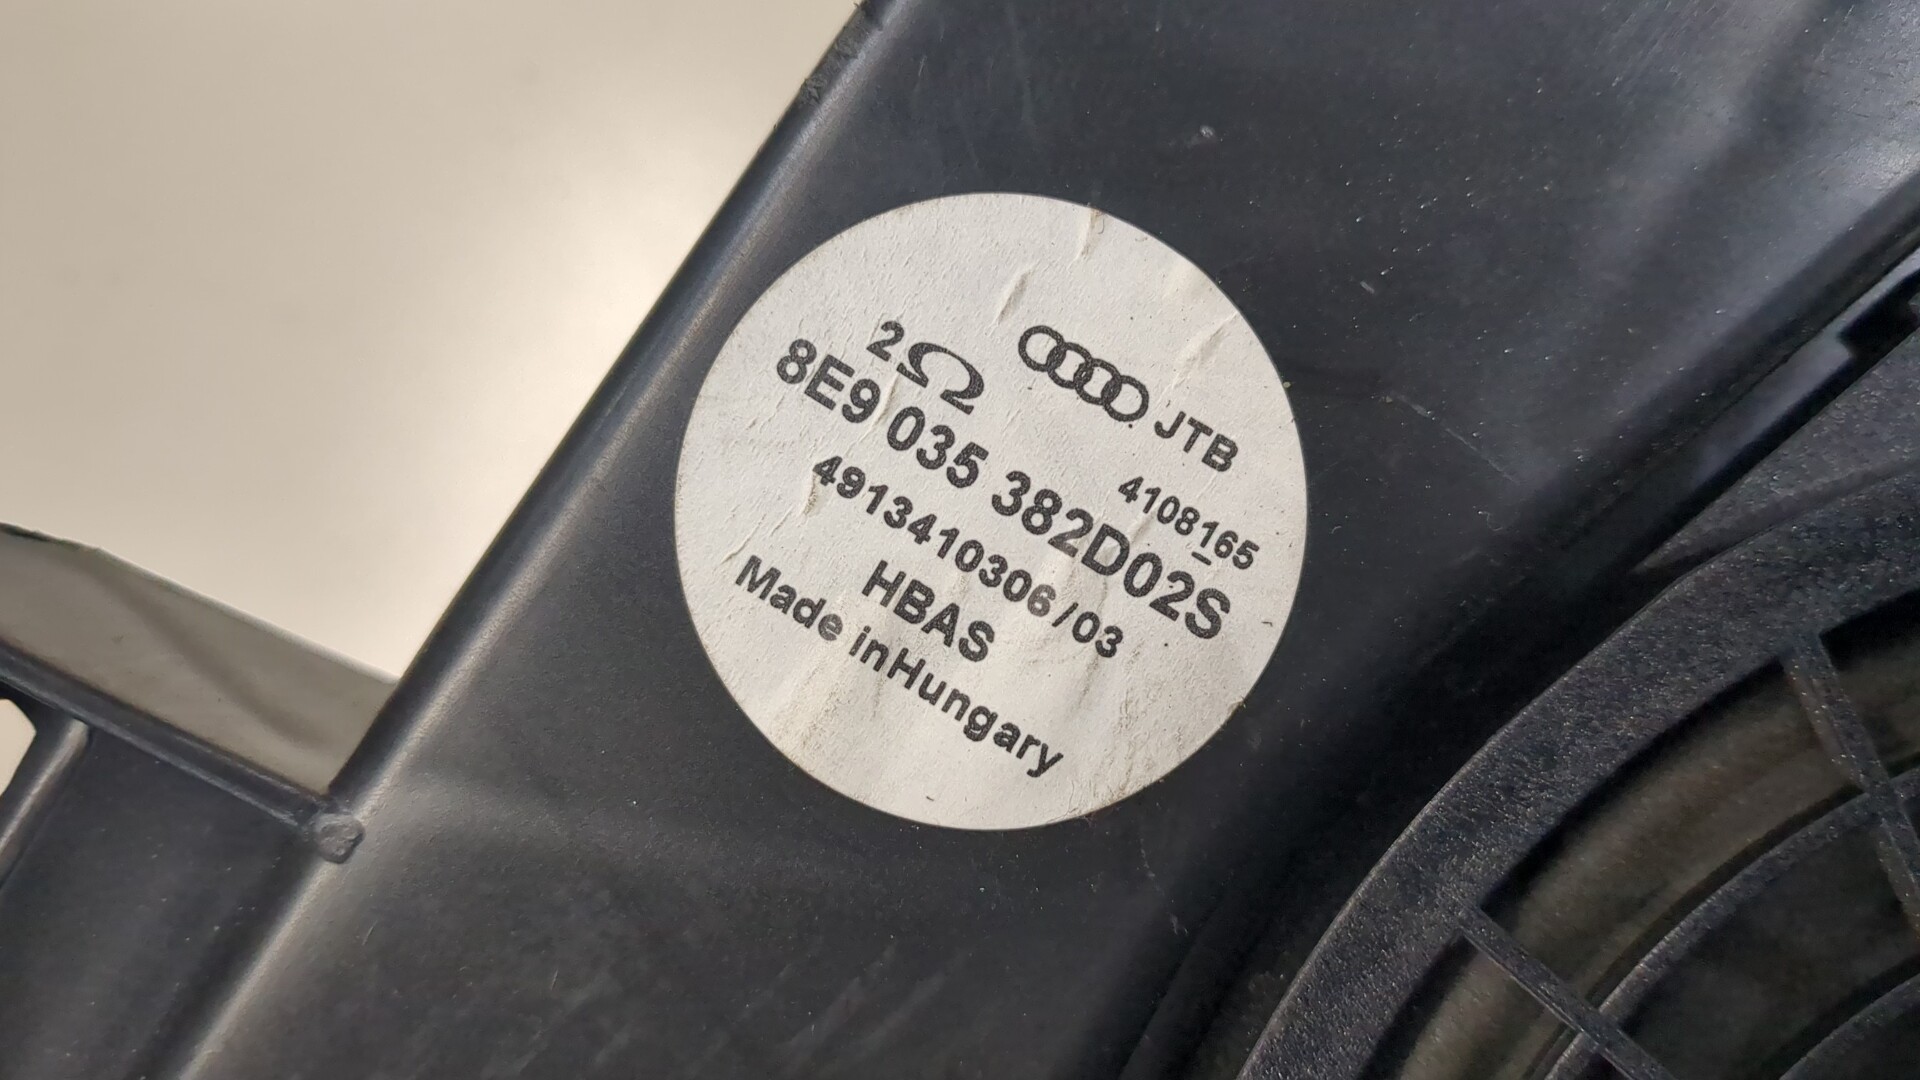 2Ω JTB
4108165
8E9 035 382D02S
4913410306/03
HBAS
Made inHungary